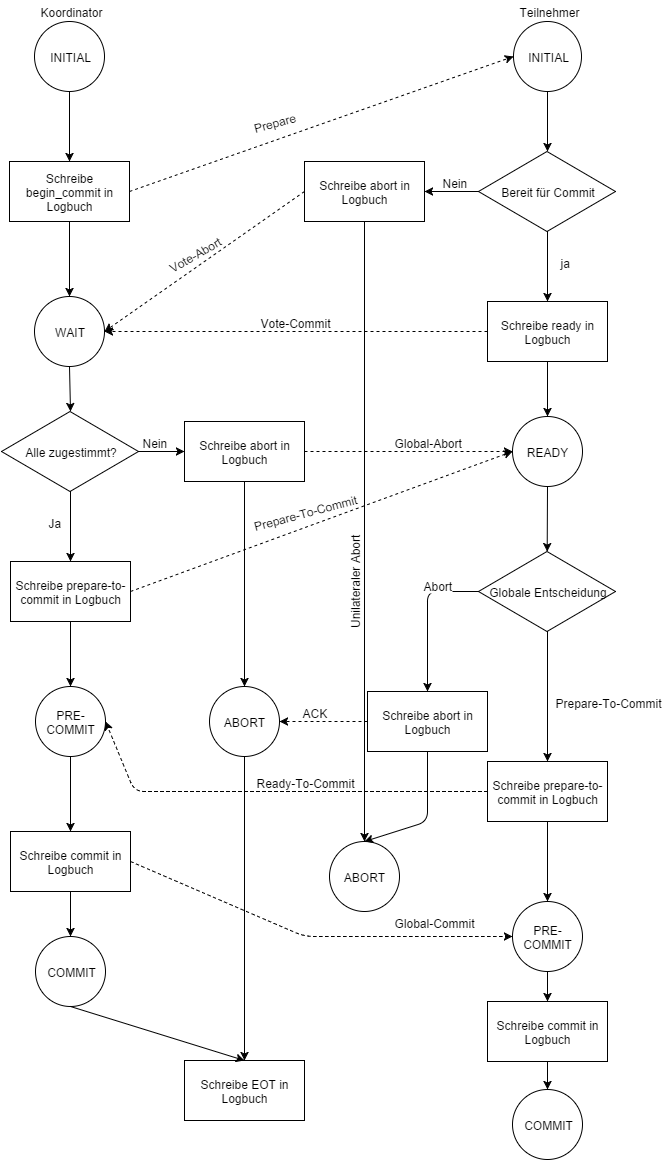 Koordinator
Teilnehmer
INITIAL
INITIAL
Prepare
Schreibe
begin_commit in
Logbuch
Schreibe abort in
Logbuch
Nein
Bereit für Commit
Vote-Abort
ja
WAIT
Vote-Commit
Schreibe ready in
Logbuch
Alle zugestimmt?
Nein
Schreibe abort in
Logbuch
Global-Abort
READY
Ja
Prepare-To-Commit
Schreibe prepare-to-
commit in Logbuch
Unilateraler Abort
Abort
Globale Entscheidung
PRE-
COMMIT
ABORT
ACK
Schreibe abort in
Logbuch
Prepare-To-Commit
Ready-To-Commit
Schreibe prepare-to-
commit in Logbuch
Schreibe commit in
Logbuch
ABORT
Global-Commit
PRE-
COMMIT
COMMIT
Schreibe commit in
Logbuch
Schreibe EOT in
Logbuch
COMMIT